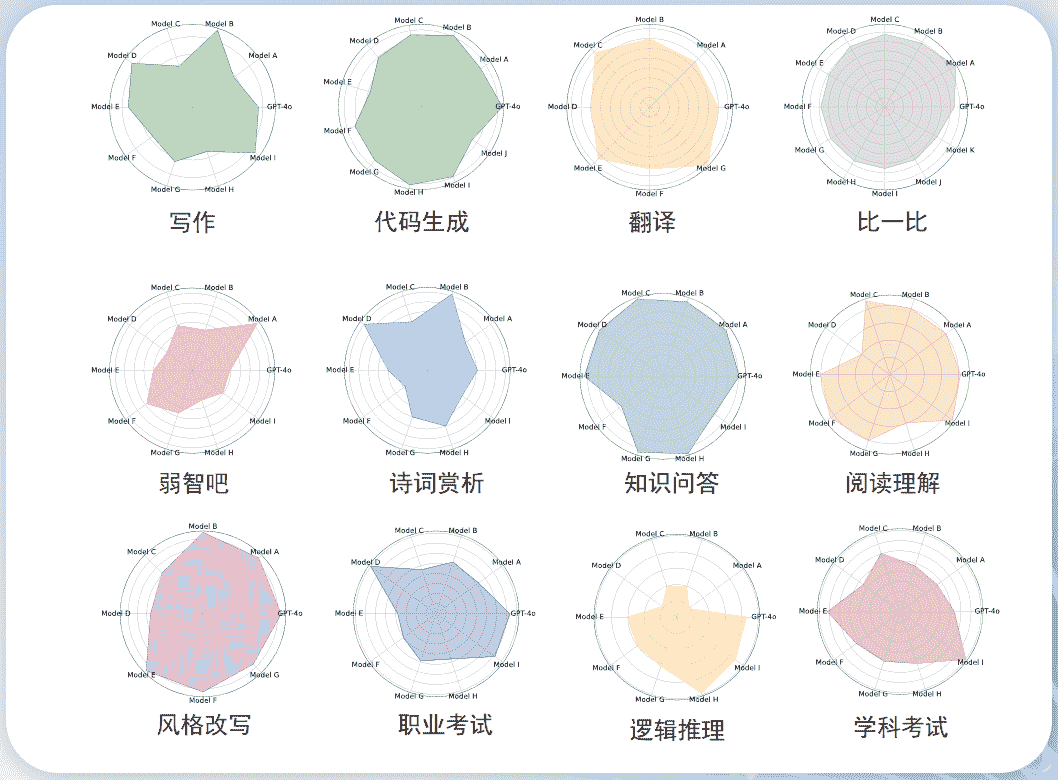 Model C
Model B
Model D
Model A
Model E
GPT-4o
Model F
Model I
Model G
Model H
写作
Model C
Model B
Model D
Model A
Model E
GPT-4o
Model F
Model J
Model G
Model I
Model H
代码生成
Model B
Model C
Model A
Model D
GPT-4o
Model E
Model G
Model F
翻译
Model C
Model D
Model B
Model E
Model A
Model F
GPT-4o
Model G
Model K
Model H
Model J
Model I
比一比
Model C
Model B
Model D
Model A
Model E
GPT-4o
Model F
Model I
Model G
Model H
弱智吧
Model C
Model B
Model D
Model A
Model E
GPT-4o
Model F
Model I
Model G
Model H
诗词赏析
Model C
Model B
Model D
Model A
Model E
GPT-4o
Model F
Model I
Model G
Model H
知识问答
Model C
Model B
Model D
Model A
Model E
GPT-4o
Model F
Model I
Model G
Model H
阅读理解
Model B
Model C
Model A
Model D
GPT-4o
Model E
Model G
Model F
风格改写
Model C
Model B
Model D
Model A
Model E
GPT-4o
Model F
Model I
Model G
Model H
职业考试
Model C
Model B
Model D
Model A
Model E
GPT-4o
Model F
Model I
Model G
Model H
逻辑推理
Model C
Model B
Model D
Model A
Model E
GPT-4o
Model F
Model I
Model G
Model H
学科考试